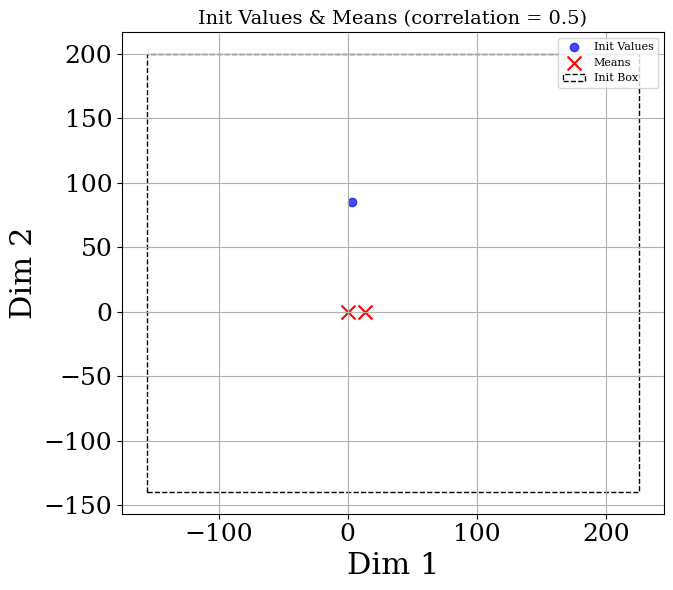 Init Values & Means (correlation = 0.5)
Init Values
Means
Init Box
200
150
100
50
0
−50
−100
−150
Dim 2
−100
0
100
200
Dim 1